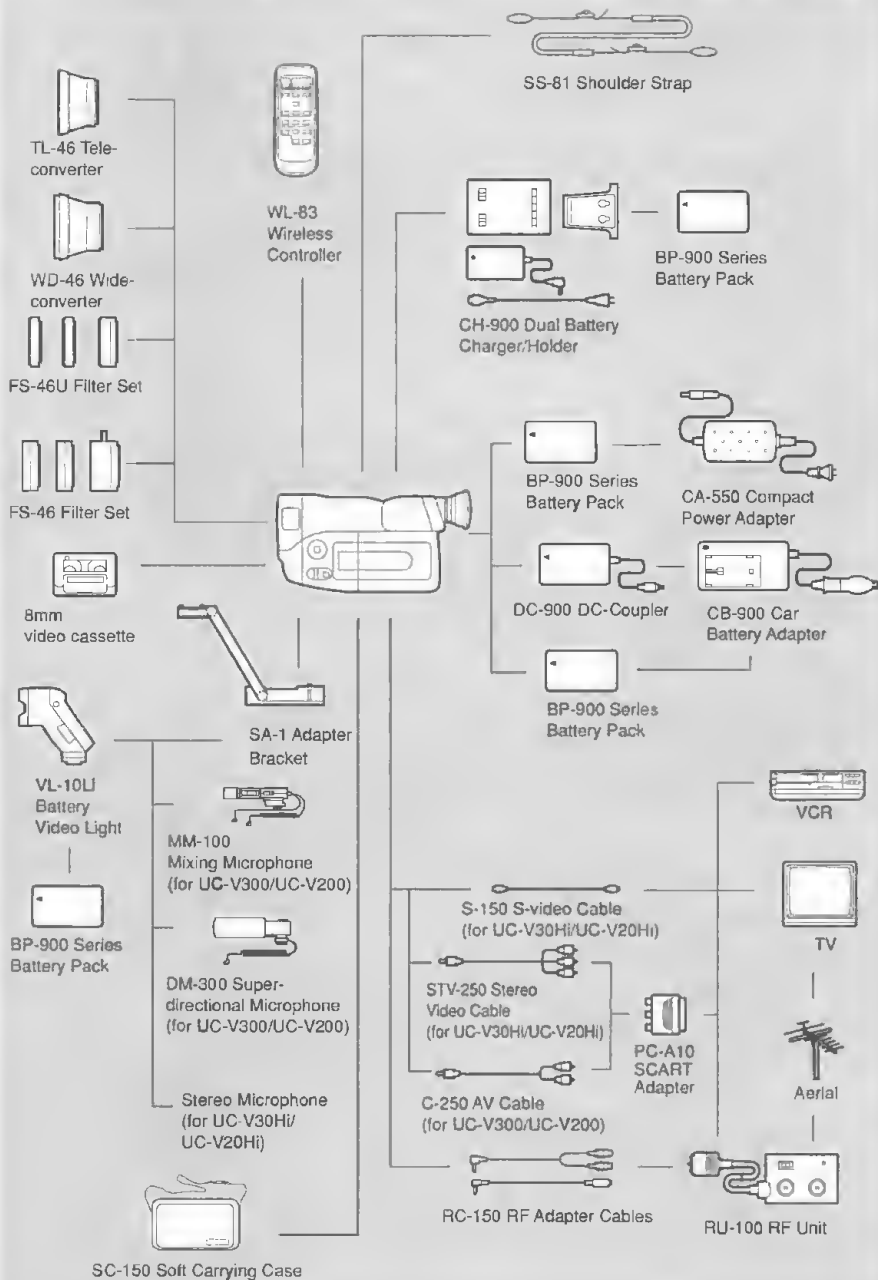 SS-81 Shoulder Strap
TL-46 Tele-
converter
WL-83
Wireless
Controller
WD-46 Wide-
converter
BP-900 Series
Battery Pack
CH-900 Dual Battery
Charger/Holder
FS-46U Filter Set
FS-46 Filter Set
BP-900 Series
Battery Pack
CA-550 Compact
Power Adapter
8mm
video cassette
DC-900 DC-Coupler
CB-900 Car
Battery Adapter
BP-900 Series
Battery Pack
SA-1 Adapter
Bracket
VL-10Li
Battery
Video Light
MM-100
Mixing Microphone
(for UC-V300/UC-V200)
VCR
BP-900 Series
Battery Pack
S-150 S-video Cable
(for UC-V30Hi/UC-V20Hi)
TV
DM-300 Super-
directional Microphone
(for UC-V300/UC-V200)
STV-250 Stereo
Video Cable
(for UC-V30Hi/UC-V20Hi)
PC-A10
SCART
Adapter
Aerial
Stereo Microphone
(for UC-V30Hi/
UC-V20Hi)
C-250 AV Cable
(for UC-V300/UC-V200)
RC-150 RF Adapter Cables
RU-100 RF Unit
SC-150 Soft Carrying Case